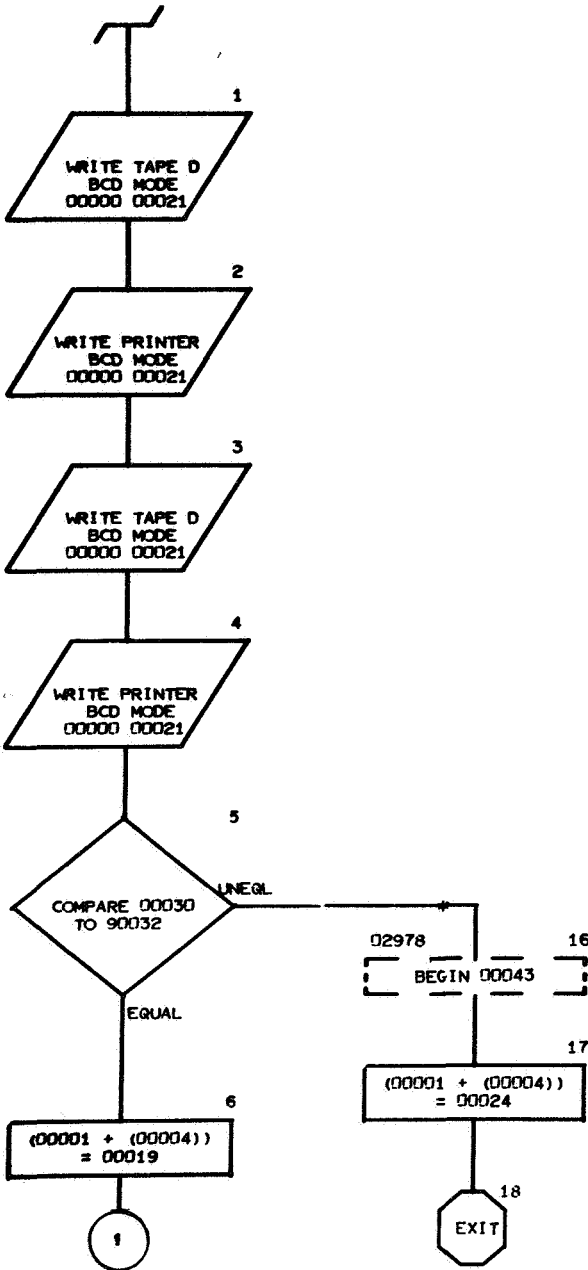 1
WRITE TAPE D
BCD MODE
00000 00021
2
WRITE PRINTER
BCD MODE
00000 00021
3
WRITE TAPE D
BCD MODE
00000 00021
4
WRITE PRINTER
BCD MODE
00000 00021
5
COMPARE 00030
TO 90032
UNEQL
EQUAL
02978 16
BEGIN 00043
17
(00001 + (00004))
= 00024
18
EXIT
6
(00001 + (00004))
= 00019
1